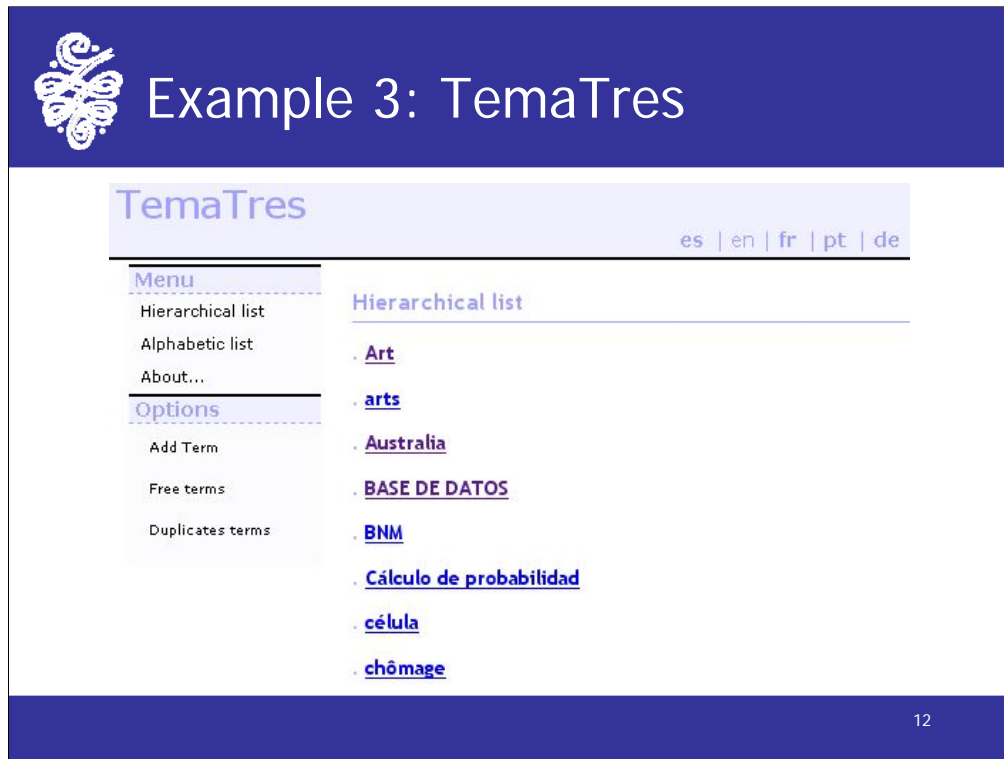 Example 3: TemaTres
TemaTres
es | en | fr | pt | de
Menu
Hierarchical list
Alphabetic list
About...
Options
Add Term
Free terms
Duplicates terms
Hierarchical list
. Art
. arts
. Australia
. BASE DE DATOS
. BNM
. Cálculo de probabilidad
. célula
. chômage
12